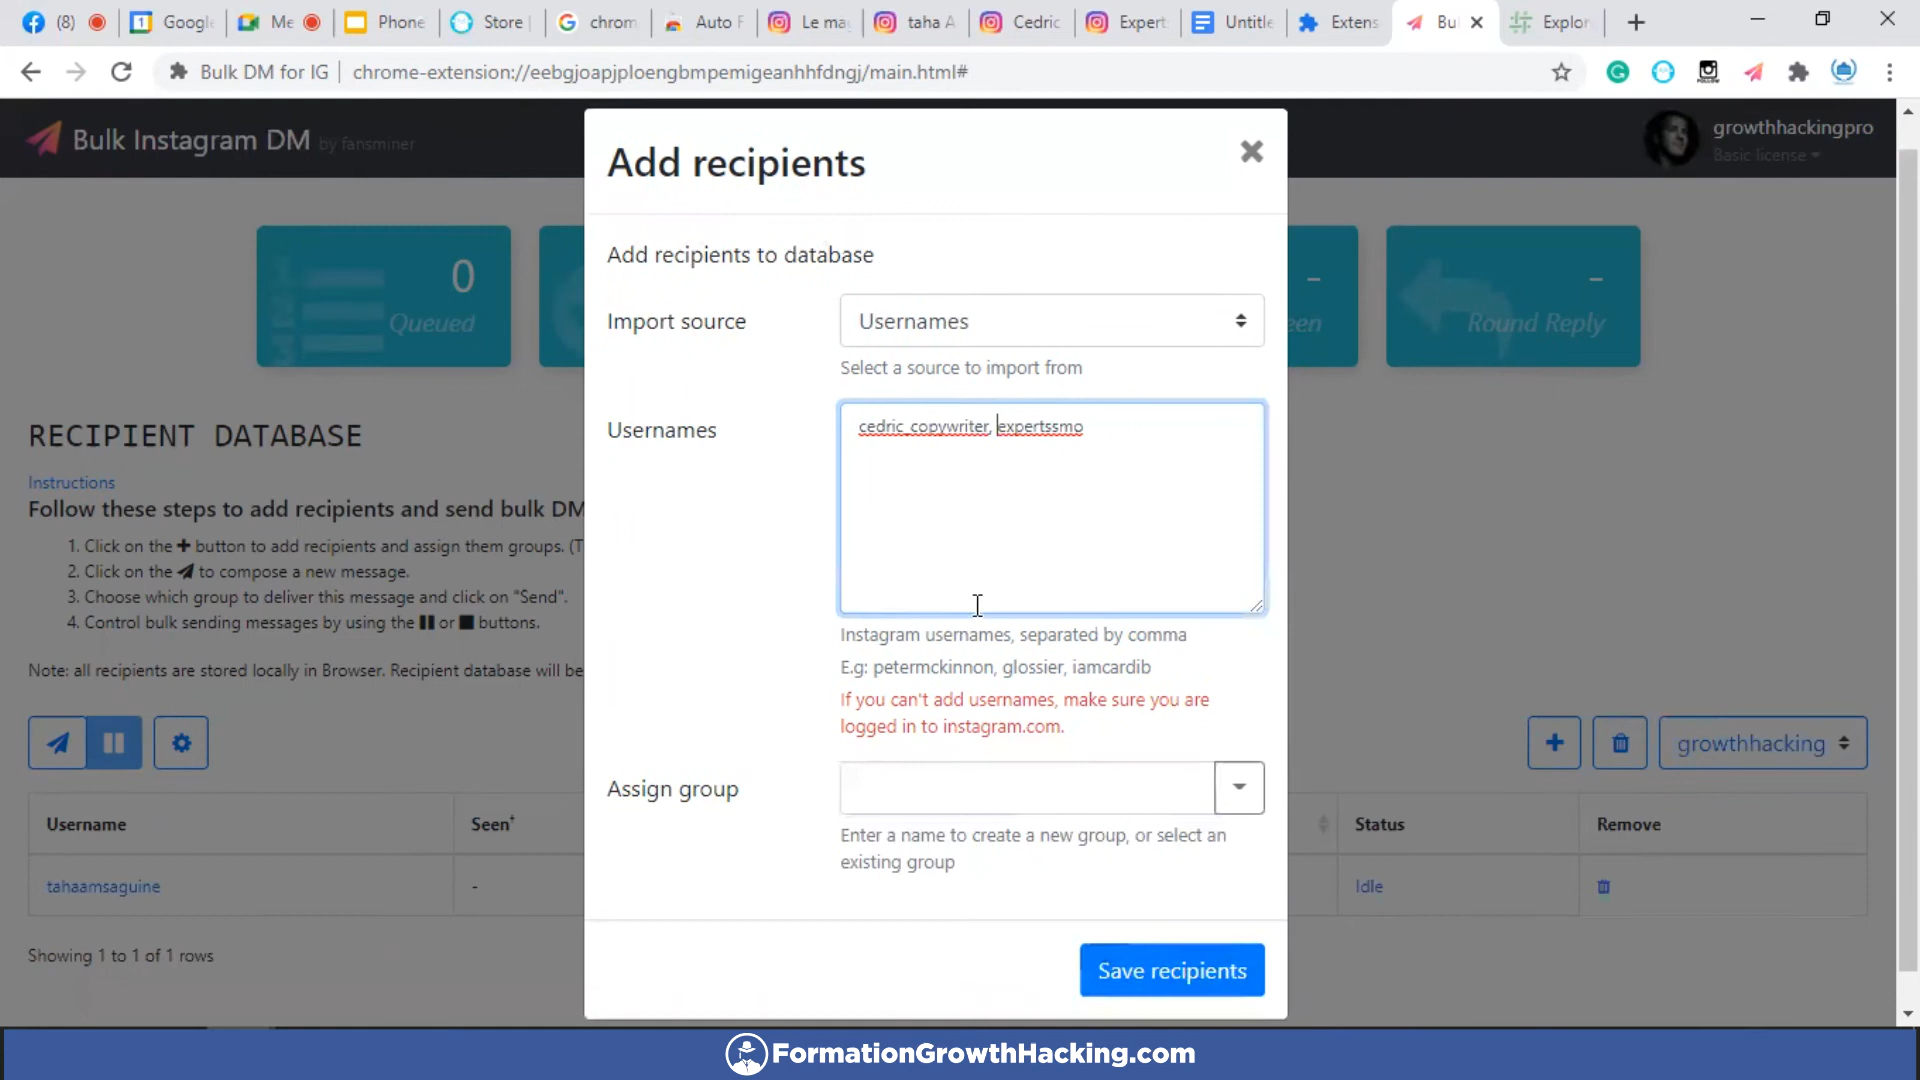 (8)
Google
Me
Phone
Store
chrom
Auto F
Le ma
taha A
Cedric
Expert
Untitle
Extens
Bu
Explor
Bulk DM for IG
chrome-extension://eebgjoapjploengbmpemigeanhhfdngj/main.html#
Bulk Instagram DM by fansminer
growthhackingpro
Basic license
Add recipients
0
Queued
een
-
Round Reply
-
Add recipients to database
Import source
Usernames
Select a source to import from
Usernames
cedric_copywriter, expertssmo
Instagram usernames, separated by comma
E.g: petermckinnon, glossier, iamcardib
If you can't add usernames, make sure you are
logged in to instagram.com.
Assign group
Enter a name to create a new group, or select an
existing group
Save recipients
RECIPIENT DATABASE
Instructions
Follow these steps to add recipients and send bulk DM
1. Click on the + button to add recipients and assign them groups. (T
2. Click on the to compose a new message.
3. Choose which group to deliver this message and click on "Send".
4. Control bulk sending messages by using the or buttons.
Note: all recipients are stored locally in Browser. Recipient database will be
growthhacking
Username
Seen†
Status
Remove
tahaamsaguine
-
Idle
Showing 1 to 1 of 1 rows
FormationGrowthHacking.com